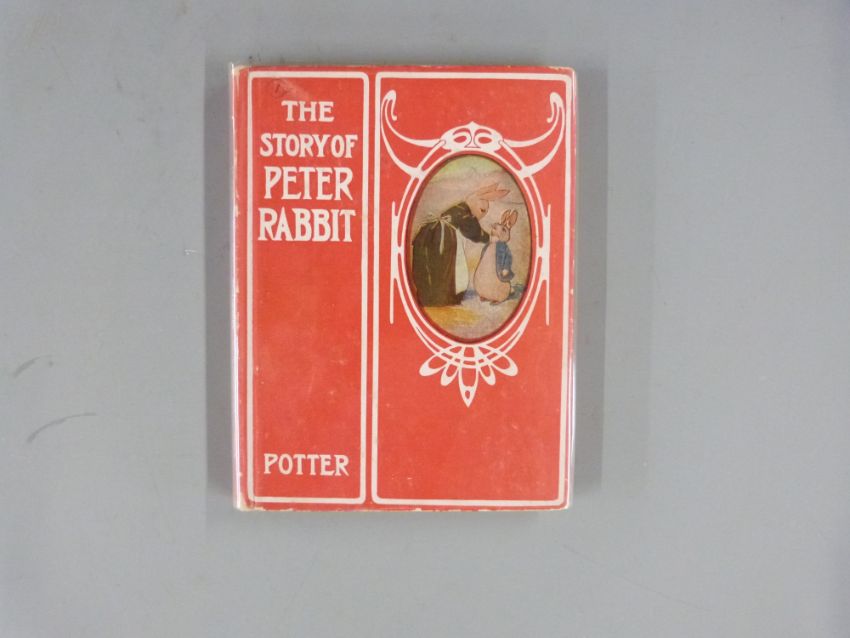 THE
STORY OF
PETER
RABBIT
POTTER